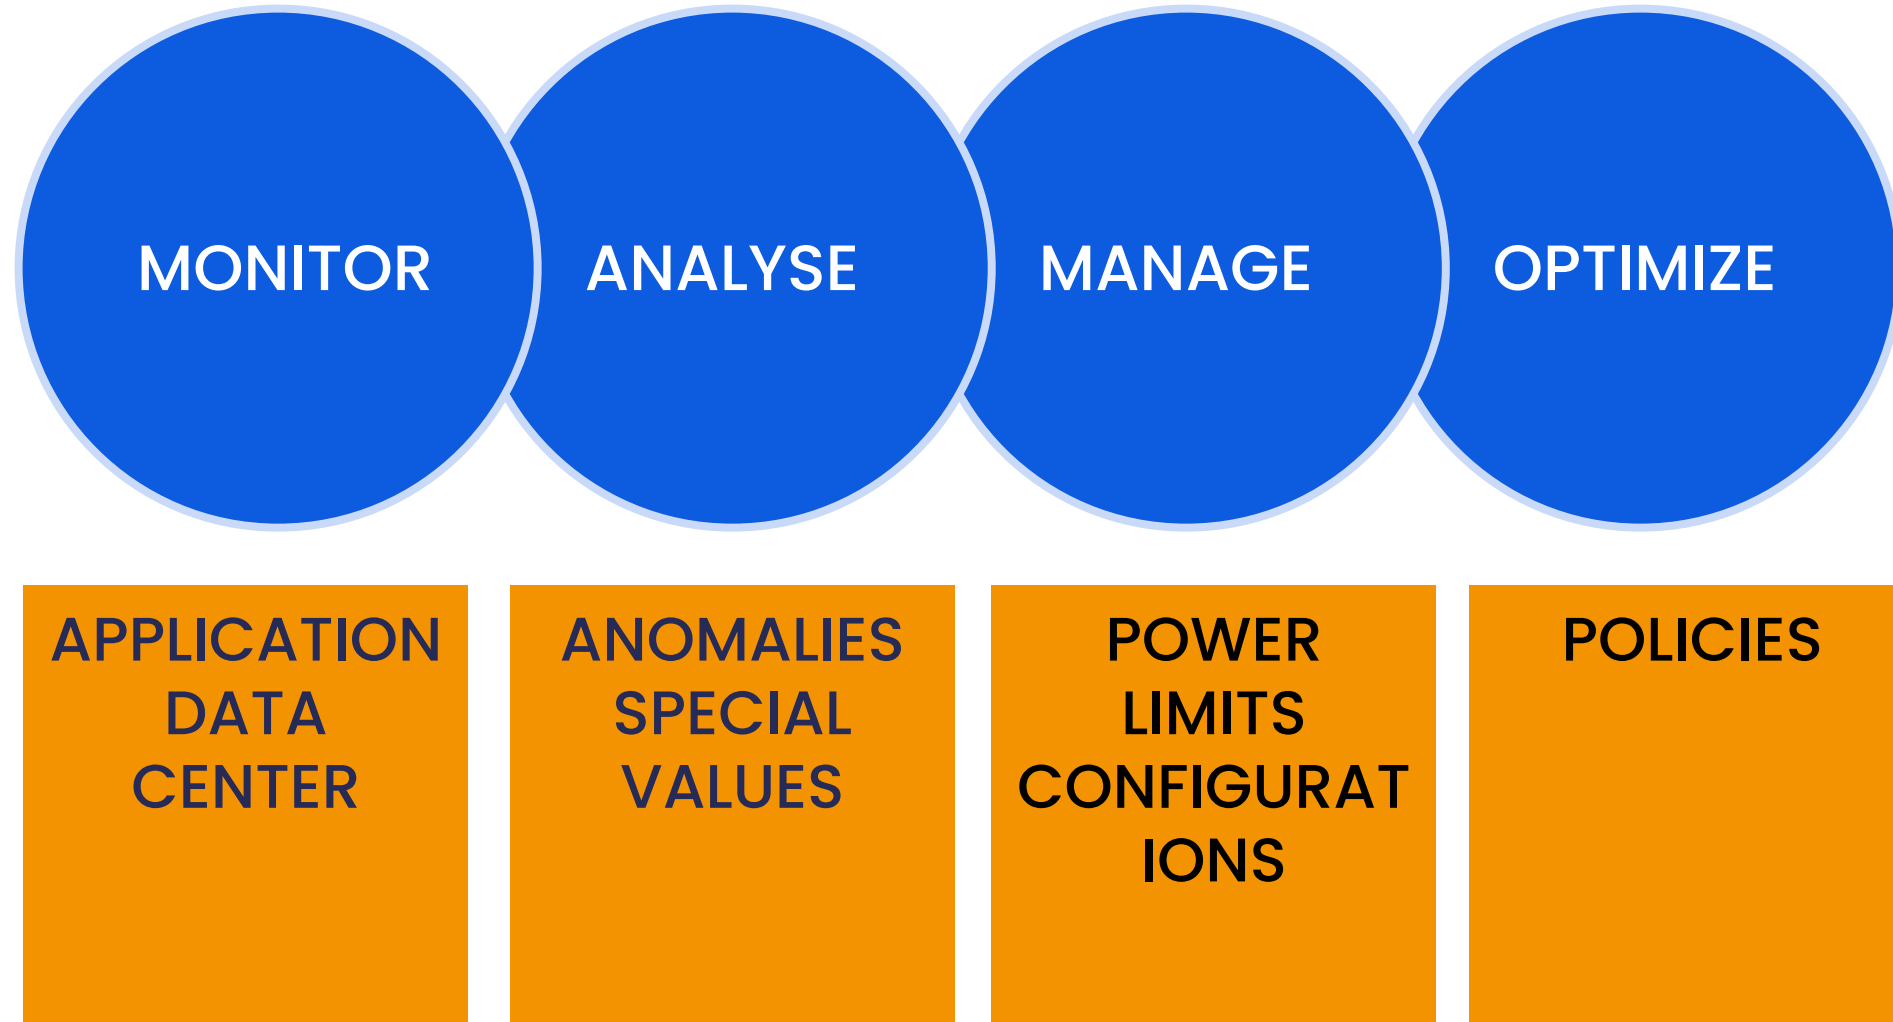 MONITOR
ANALYSE
MANAGE
OPTIMIZE
APPLICATION
DATA
CENTER
ANOMALIES
SPECIAL
VALUES
POWER
LIMITS
CONFIGURAT
IONS
POLICIES